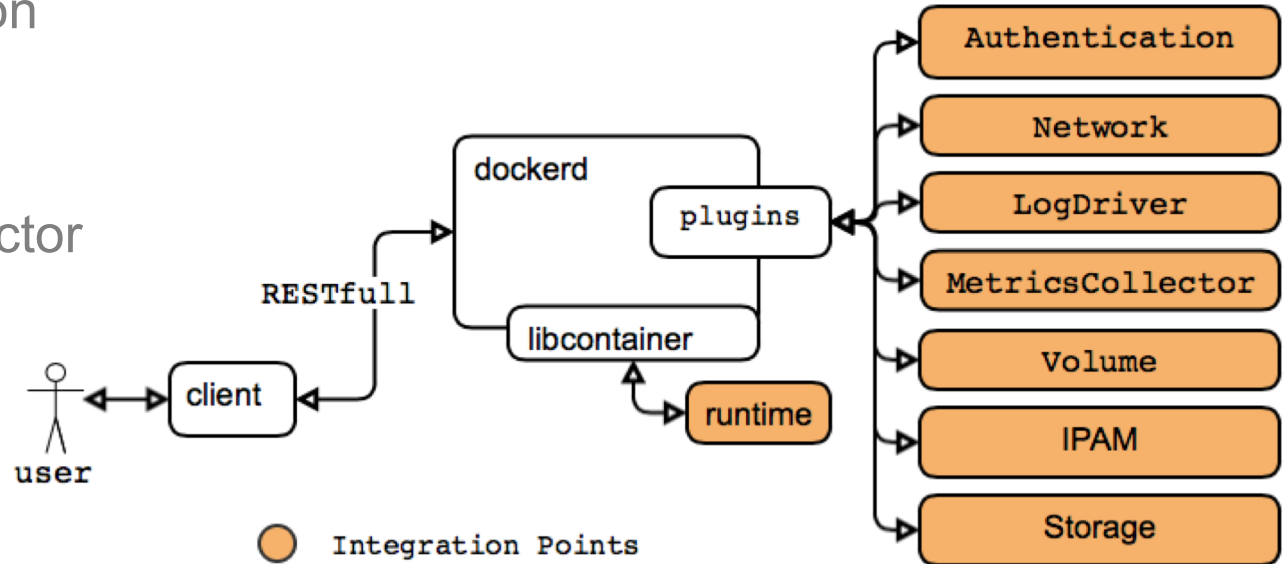 on
ctor
Authentication
Network
LogDriver
MetricsCollector
Volume
IPAM
Storage
dockerd
plugins
libcontainer
runtime
RESTfull
client
user
Integration Points